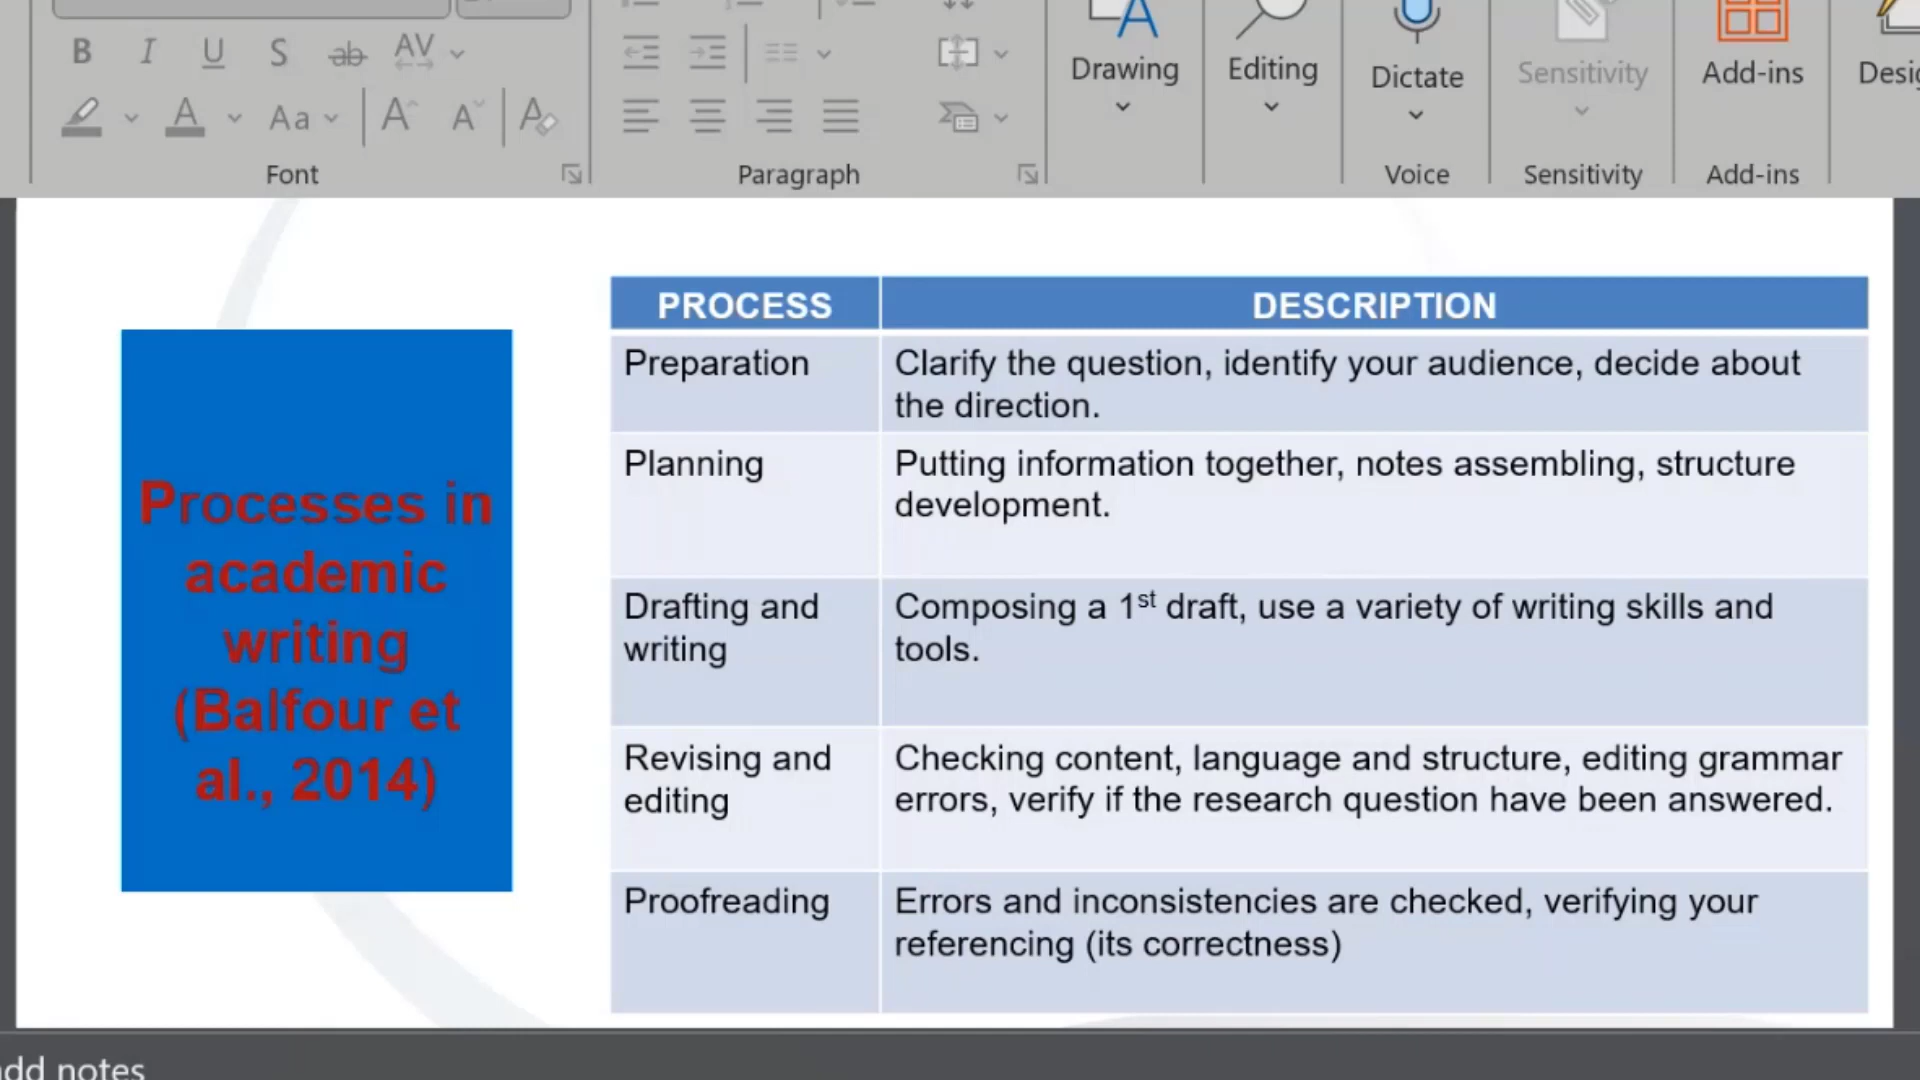 B I U S ab AV
A Aa A A A
Font
Paragraph
Drawing
Editing
Dictate
Voice
Sensitivity
Sensitivity
Add-ins
Add-ins
Processes in
academic
writing
(Balfour et
al., 2014)
PROCESS DESCRIPTION
Preparation Clarify the question, identify your audience, decide about
the direction.
Planning Putting information together, notes assembling, structure
development.
Drafting and Composing a 1st draft, use a variety of writing skills and
writing tools.
Revising and Checking content, language and structure, editing grammar
editing errors, verify if the research question have been answered.
Proofreading Errors and inconsistencies are checked, verifying your
referencing (its correctness)
notes